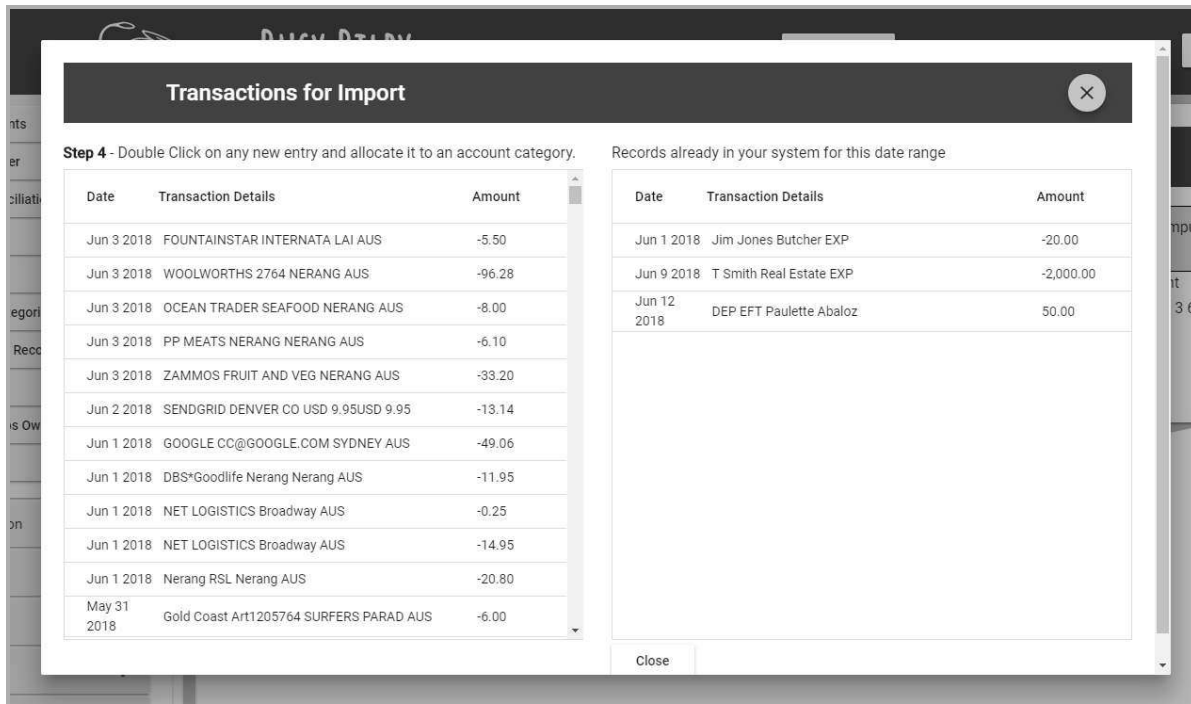 Transactions for Import
Step 4 - Double Click on any new entry and allocate it to an account category.
Date Transaction Details Amount
Jun 3 2018 FOUNTAINSTAR INTERNATA LAI AUS -5.50
Jun 3 2018 WOOLWORTHS 2764 NERANG AUS -96.28
Jun 3 2018 OCEAN TRADER SEAFOOD NERANG AUS -8.00
Jun 3 2018 PP MEATS NERANG NERANG AUS -6.10
Jun 3 2018 ZAMMOS FRUIT AND VEG NERANG AUS -33.20
Jun 2 2018 SENDGRID DENVER CO USD 9.95USD 9.95 -13.14
Jun 1 2018 GOOGLE CC@GOOGLE.COM SYDNEY AUS -49.06
Jun 1 2018 DBS*Goodlife Nerang Nerang AUS -11.95
Jun 1 2018 NET LOGISTICS Broadway AUS -0.25
Jun 1 2018 NET LOGISTICS Broadway AUS -14.95
Jun 1 2018 Nerang RSL Nerang AUS -20.80
May 31
2018 Gold Coast Art1205764 SURFERS PARAD AUS -6.00
Records already in your system for this date range
Date Transaction Details Amount
Jun 1 2018 Jim Jones Butcher EXP -20.00
Jun 9 2018 T Smith Real Estate EXP -2,000.00
Jun 12
2018 DEP EFT Paulette Abaloz 50.00
Close